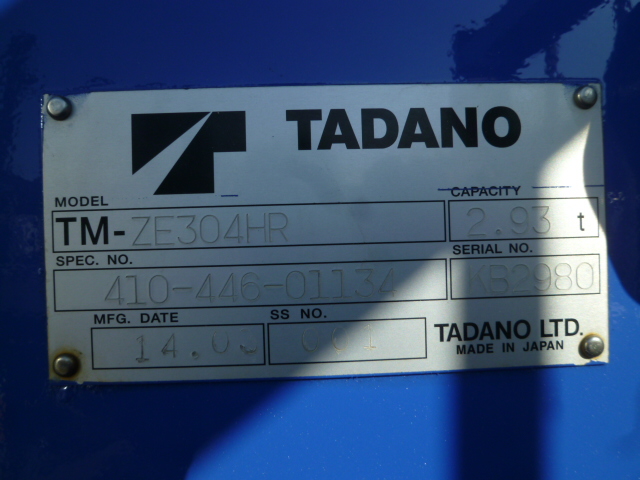 TADANO
MODEL
CAPACITY
TM-ZE304HR
2.93 t
SPEC. NO.
SERIAL NO.
410-446-01134
KB2980
MFG. DATE
SS NO.
TADANO LTD.
MADE IN JAPAN